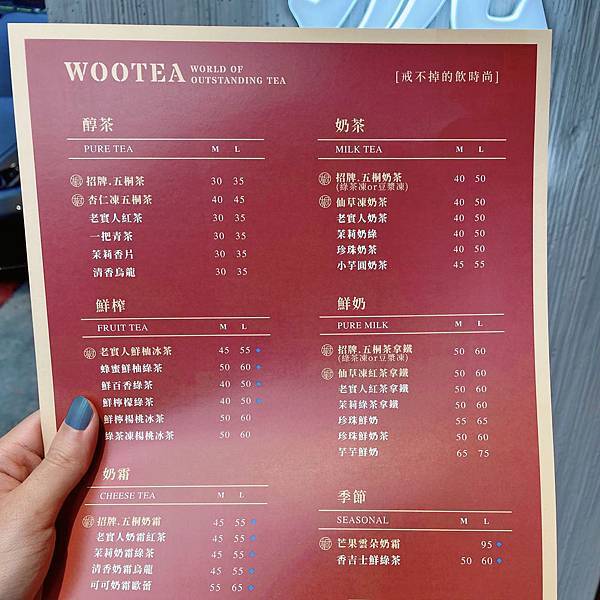 WOOTEA WORLD OF OUTSTANDING TEA
[戒不掉的飲時尚]
醇茶
PURE TEA M L
招牌.五桐茶 30 35
杏仁凍五桐茶 40 45
老實人紅茶 30 35
一把青茶 30 35
茉莉香片 30 35
清香烏龍 30 35
奶茶
MILK TEA M L
招牌.五桐奶茶 40 50
(綠茶凍or豆漿凍)
仙草凍奶茶 40 50
老實人奶茶 40 50
茉莉奶綠 40 50
珍珠奶茶 40 50
小芋圓奶茶 45 55
鮮榨
FRUIT TEA M L
老實人鮮柚冰茶 45 55
蜂蜜鮮柚綠茶 50 60
鮮百香綠茶 40 50
鮮檸檬綠茶 40 50
鮮檸楊桃冰茶 50 60
綠茶凍楊桃冰茶 50 60
鮮奶
PURE MILK M L
招牌.五桐茶拿鐵 50 60
(綠茶凍or豆漿凍)
仙草凍紅茶拿鐵 50 60
老實人紅茶拿鐵 50 60
茉莉綠茶拿鐵 50 60
珍珠鮮奶 55 65
珍珠鮮奶茶 50 60
芋芋鮮奶 65 75
奶霜
CHEESE TEA M L
招牌.五桐奶霜 45 55
老實人奶霜紅茶 45 55
茉莉奶霜綠茶 45 55
清香奶霜烏龍 45 55
可可奶霜歐蕾 55 65
季節
SEASONAL M L
芒果雲朵奶霜 95
香吉士鮮綠茶 50 60